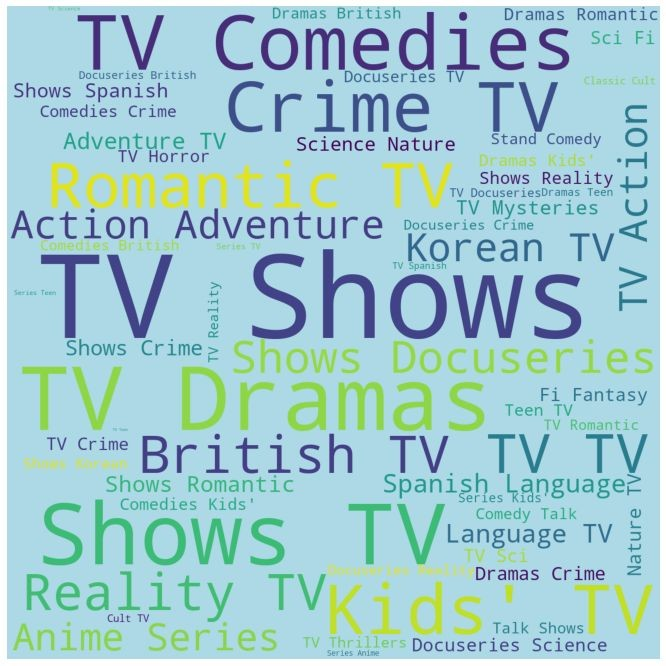 TV Science
Dramas British
Dramas Romantic
TV Comedies
Sci Fi
Docuseries British
Docuseries TV
Classic Cult
Shows Spanish
Crime TV
Comedies Crime
Adventure TV
Science Nature
Stand Comedy
TV Action
TV Horror
Dramas Kids'
Romantic TV
Shows Reality
TV Docuseries
Dramas Teen
TV Mysteries
Action Adventure
Docuseries Crime
Comedies British
Series TV
Korean TV
TV Shows
TV Spanish
Series Teen
TV Reality
Shows Crime
Shows Docuseries
TV Dramas
Fi Fantasy
Teen TV
TV Romantic
TV Teen
British TV
TV TV
TV Crime
Shows Korean
Shows Romantic
Spanish Language
Nature TV
Comedies Kids'
Series Kids'
Shows TV
Comedy Talk
Language TV
TV Sci
Docuseries Reality
Dramas Crime
Reality TV
Kids' TV
Cult TV
Talk Shows
Anime Series
TV Thrillers
Docuseries Science
Series Anime